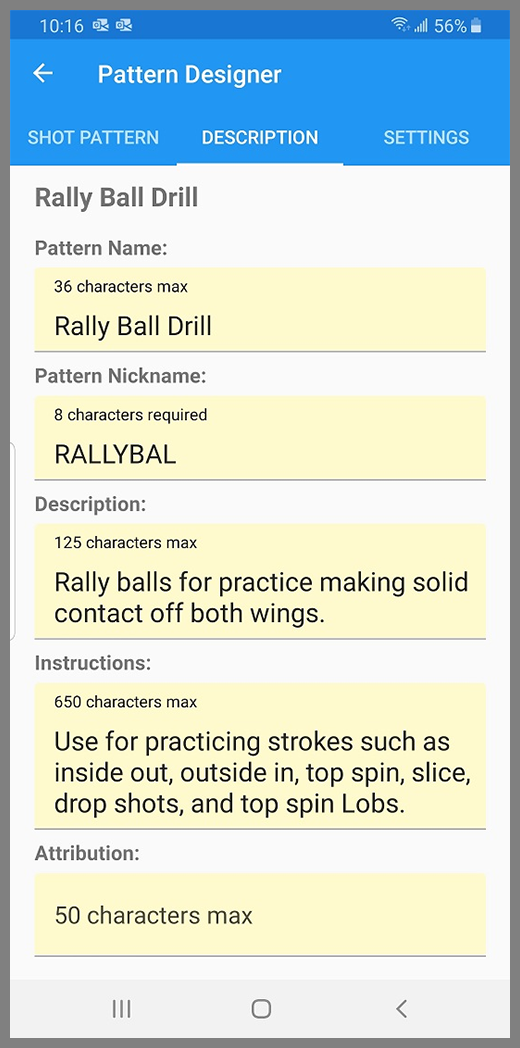 10:16 56%
Pattern Designer
SHOT PATTERN DESCRIPTION SETTINGS
Rally Ball Drill
Pattern Name:
36 characters max
Rally Ball Drill
Pattern Nickname:
8 characters required
RALLYBAL
Description:
125 characters max
Rally balls for practice making solid
contact off both wings.
Instructions:
650 characters max
Use for practicing strokes such as
inside out, outside in, top spin, slice,
drop shots, and top spin Lobs.
Attribution:
50 characters max